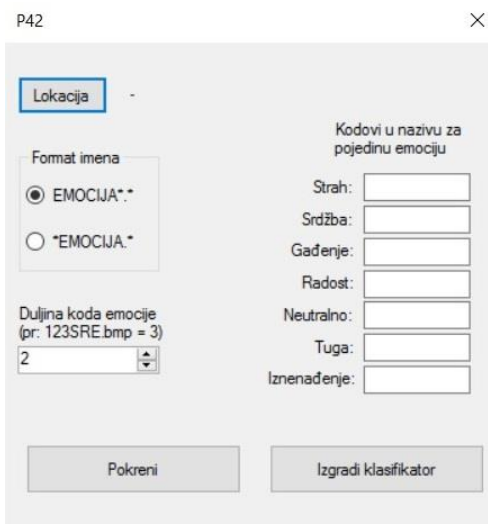 P42
Lokacija
-
Kodovi u nazivu za
pojedinu emociju
Format imena
EMOCIJA*.*
*EMOCIJA.*
Strah:
Srdžba:
Gađenje:
Radost:
Neutralno:
Tuga:
Iznenađenje:
Duljina koda emocije
(pr: 123SRE.bmp = 3)
2
Pokreni
Izgradi klasifikator